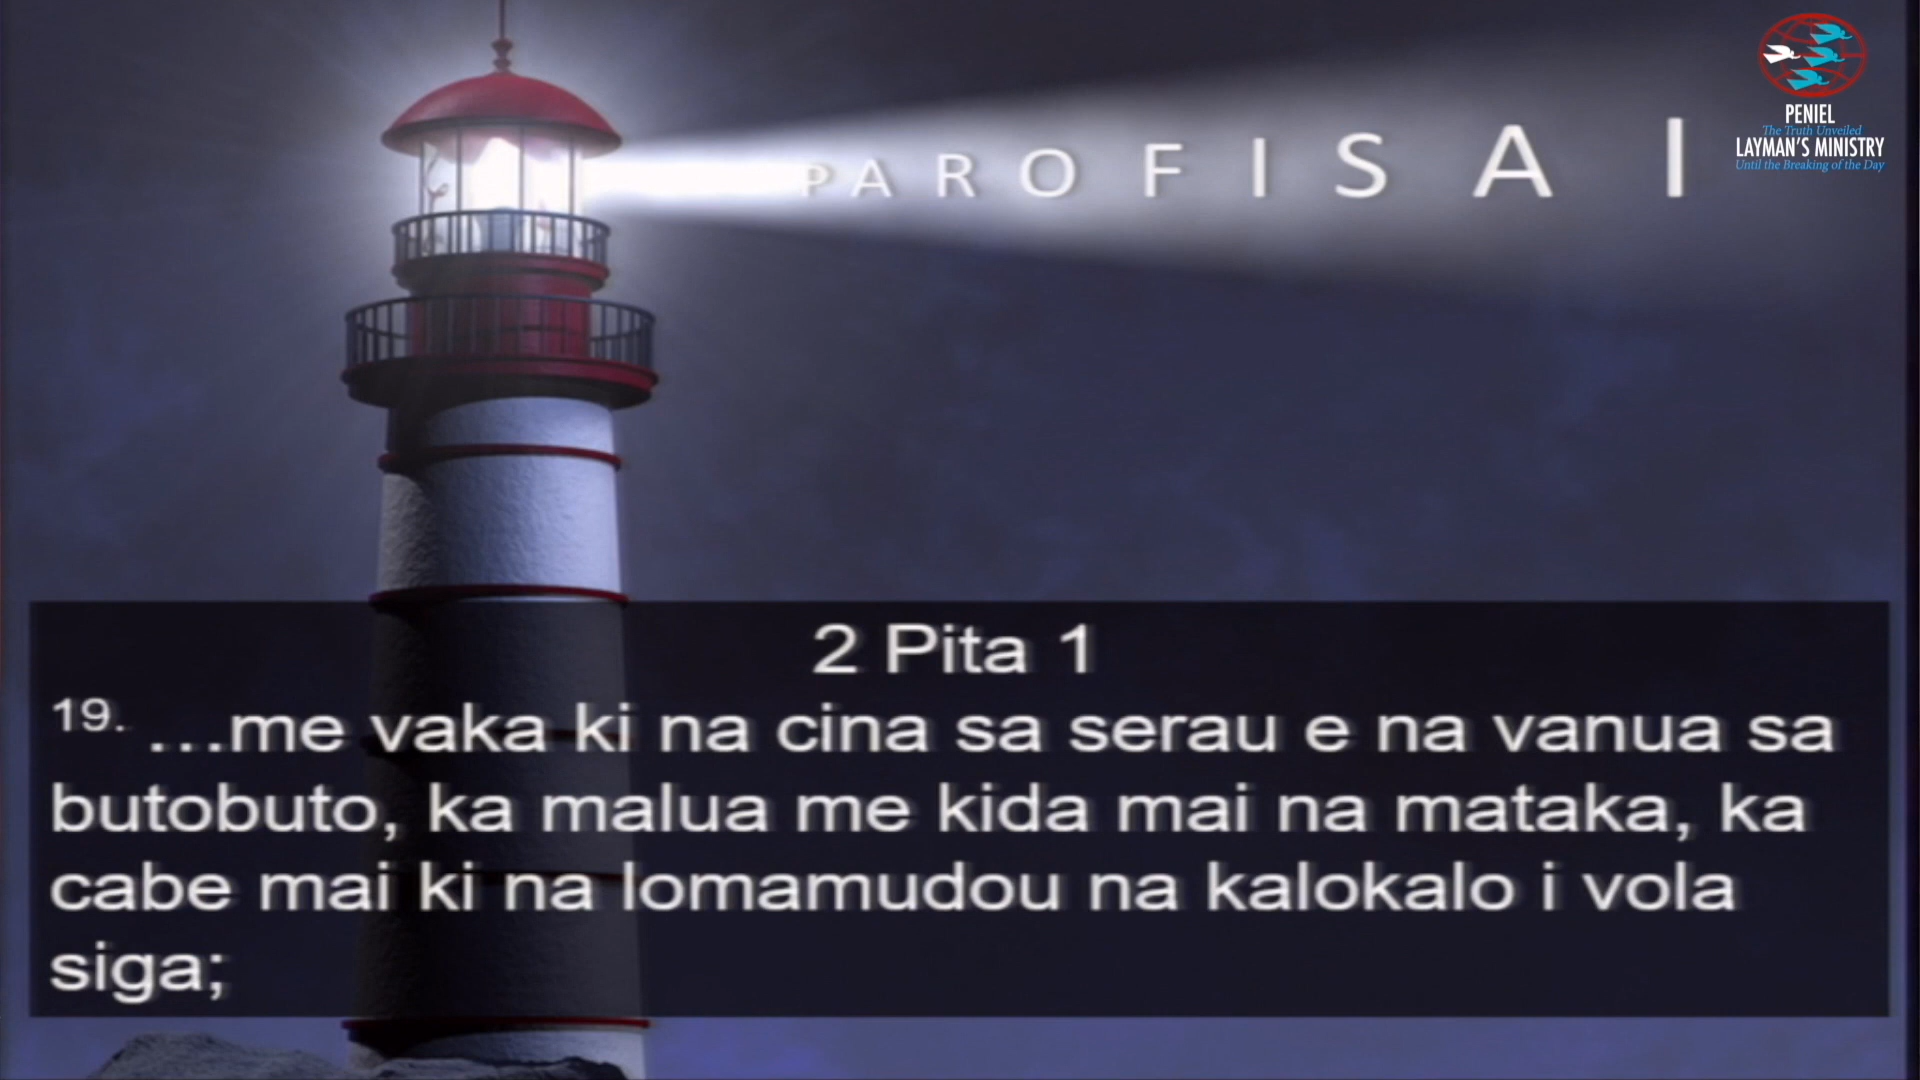 PAROFISAI
PENIEL
The Truth Unveiled
LAYMAN'S MINISTRY
Until the Breaking of the Day
2 Pita 1
19. ...me vaka ki na cina sa serau e na vanua sa
butobuto, ka malua me kida mai na mataka, ka
cabe mai ki na lomamudou na kalokalo i vola
siga;